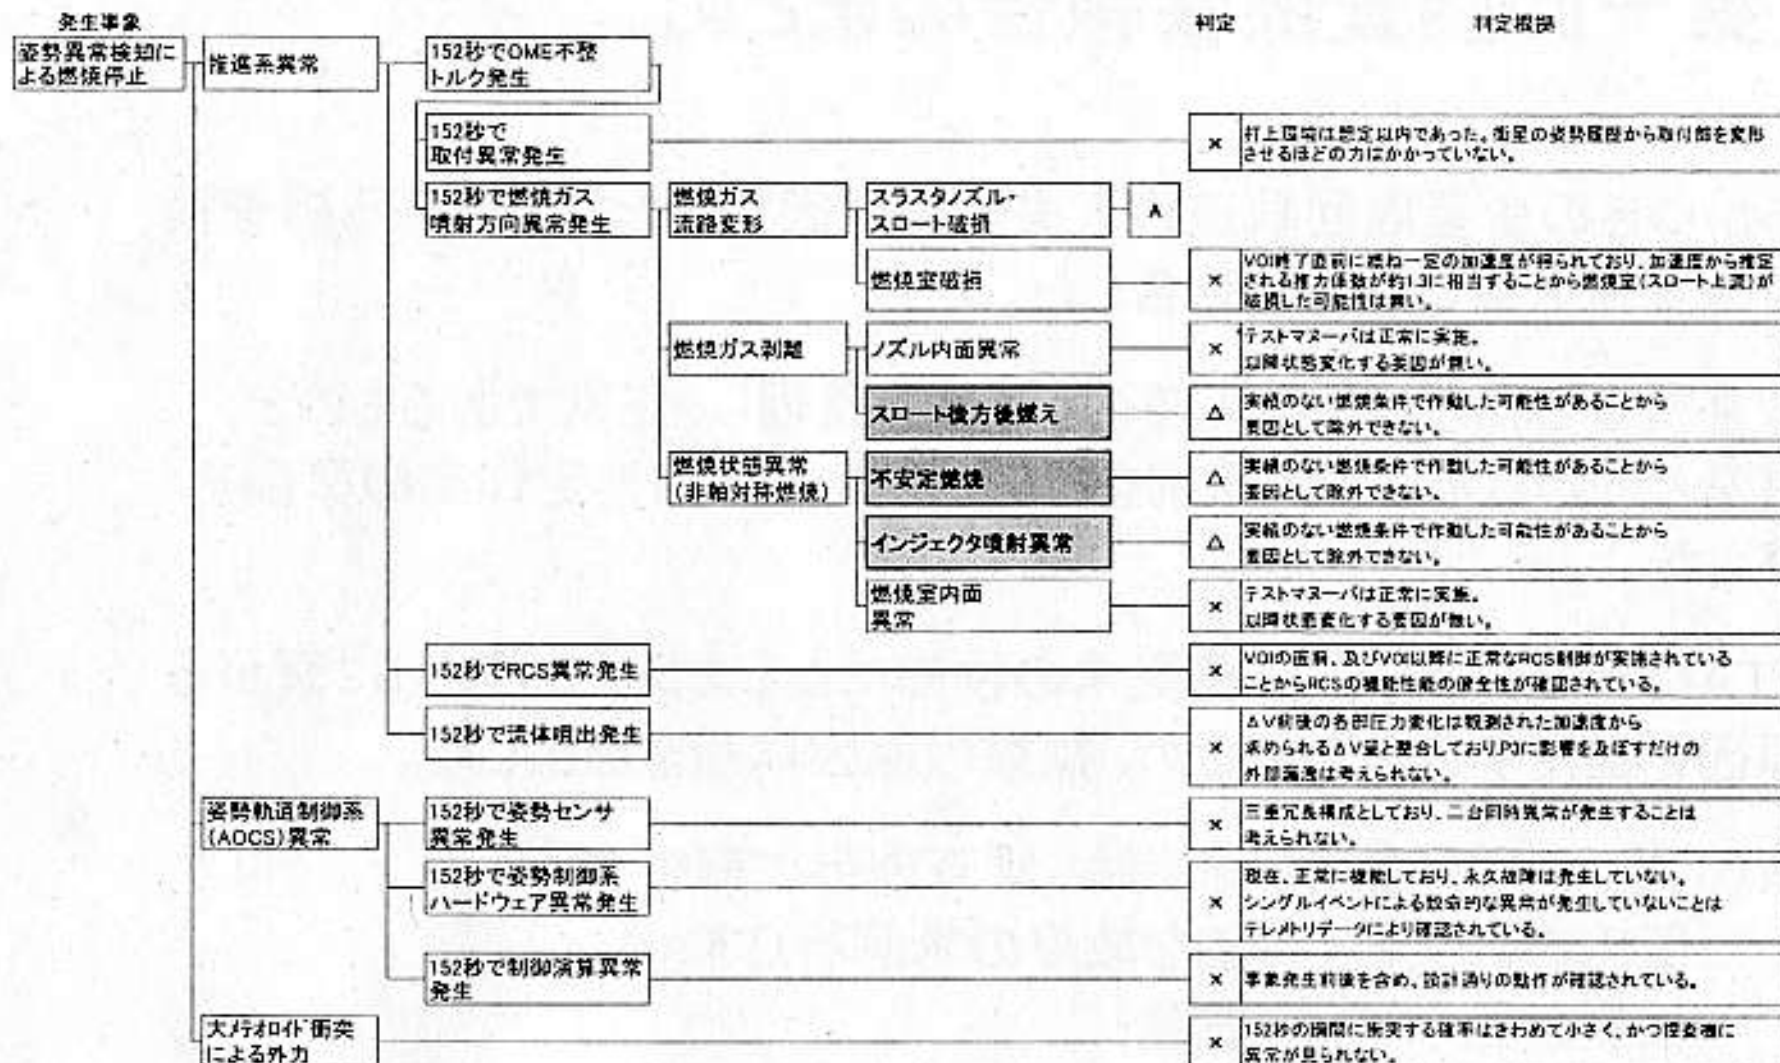 発生事象
判定
判定根拠
姿勢異常検知に
よる燃焼停止
推進系異常
152秒でOME不整
トルク発生
152秒で
取付異常発生
×
打上環境は想定以内であった。衛星の姿勢履歴から取付部を変形
させるほどの力はかかっていない。
152秒で燃焼ガス
噴射方向異常発生
燃焼ガス
流路変形
スラスタノズル・
スロート破損
A
燃焼室破損
×
VOI終了直前に概ね一定の加速度が得られており、加速度から推定
される推力係数が約1.3に相当することから燃焼室(スロート上流)が
破損した可能性は無い。
燃焼ガス剥離
ノズル内面異常
×
テストマヌーバは正常に実施。
以降状態変化する要因が無い。
スロート後方後燃え
△
実績のない燃焼条件で作動した可能性があることから
要因として除外できない。
燃焼状態異常
(非軸対称燃焼)
不安定燃焼
△
実績のない燃焼条件で作動した可能性があることから
要因として除外できない。
インジェクタ噴射異常
△
実績のない燃焼条件で作動した可能性があることから
要因として除外できない。
燃焼室内面
異常
×
テストマヌーバは正常に実施。
以降状態変化する要因が無い。
152秒でRCS異常発生
×
VOIの直前、及びVOI以降に正常なRCS制御が実施されている
ことからRCSの機能性能の健全性が確認されている。
152秒で流体噴出発生
×
ΔV前後の各部圧力変化は観測された加速度から
求められるΔV量と整合しておりP3に影響を及ぼすだけの
外部漏洩は考えられない。
姿勢軌道制御系
(AOCS)異常
152秒で姿勢センサ
異常発生
×
三重冗長構成としており、二台同時異常が発生することは
考えられない。
152秒で姿勢制御系
ハードウェア異常発生
×
現在、正常に機能しており、永久故障は発生していない。
シングルイベントによる致命的な異常が発生していないことは
テレメトリデータにより確認されている。
152秒で制御演算異常
発生
×
事象発生前後を含め、設計通りの動作が確認されている。
大メテオロイド衝突
による外力
×
152秒の瞬間に衝突する確率はきわめて小さく、かつ探査機に
異常が見られない。